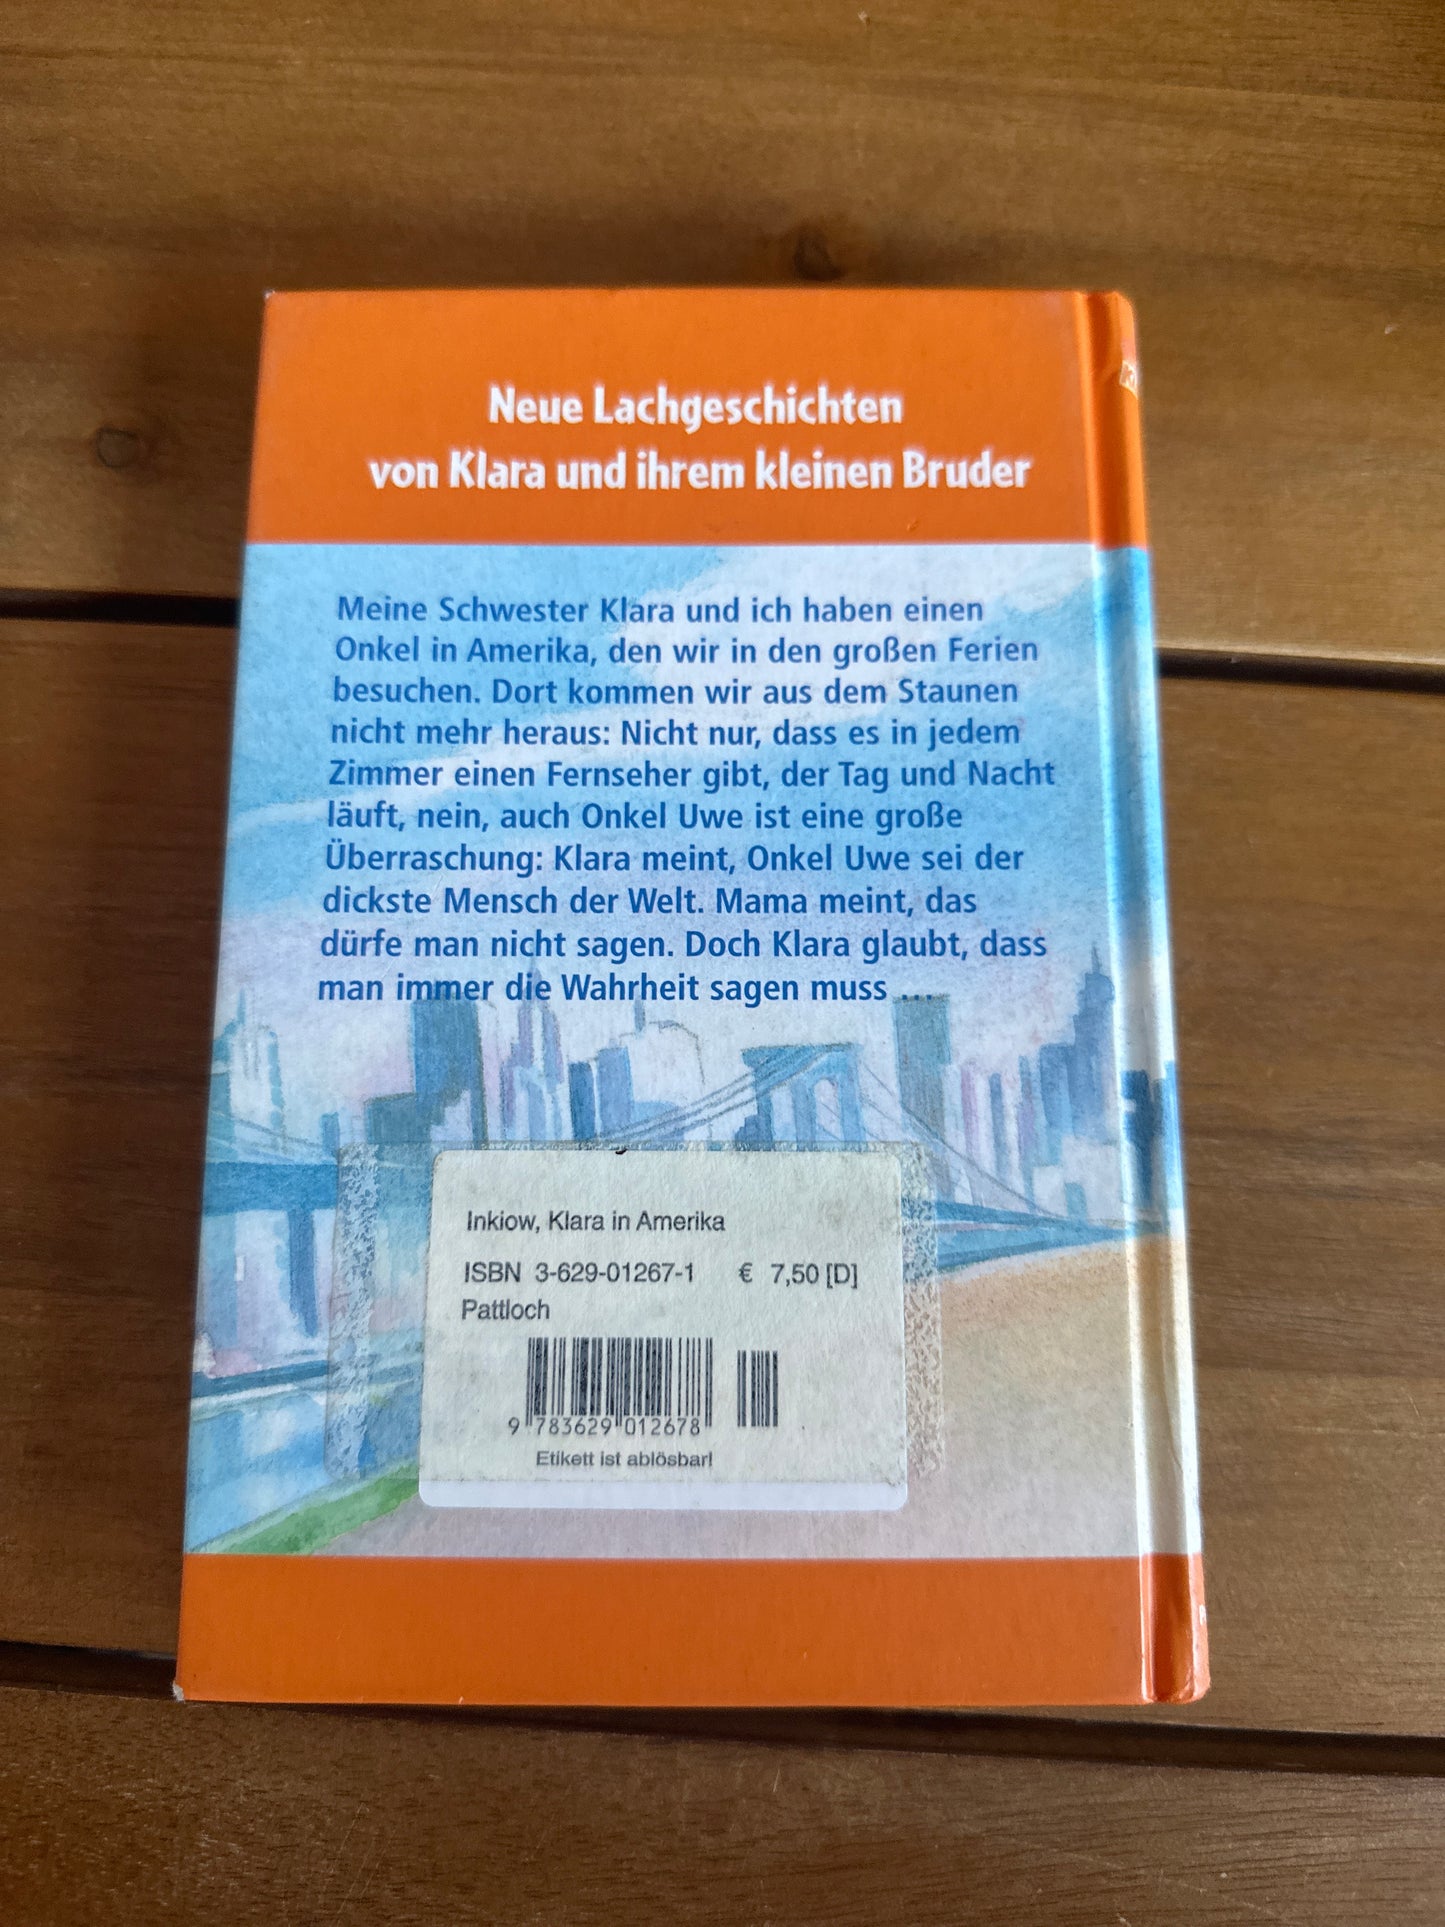 Neue Lachgeschichten
von Klara und ihrem kleinen Bruder
Meine Schwester Klara und ich haben einen
Onkel in Amerika, den wir in den großen Ferien
besuchen. Dort kommen wir aus dem Staunen
nicht mehr heraus: Nicht nur, dass es in jedem
Zimmer einen Fernseher gibt, der Tag und Nacht
läuft, nein, auch Onkel Uwe ist eine große
Überraschung: Klara meint, Onkel Uwe sei der
dickste Mensch der Welt. Mama meint, das
dürfe man nicht sagen. Doch Klara glaubt, dass
man immer die Wahrheit sagen muss ...
Inkiow, Klara in Amerika
ISBN 3-629-01267-1 € 7,50 [D]
Pattloch
9 783629 012678
Etikett ist ablösbar!